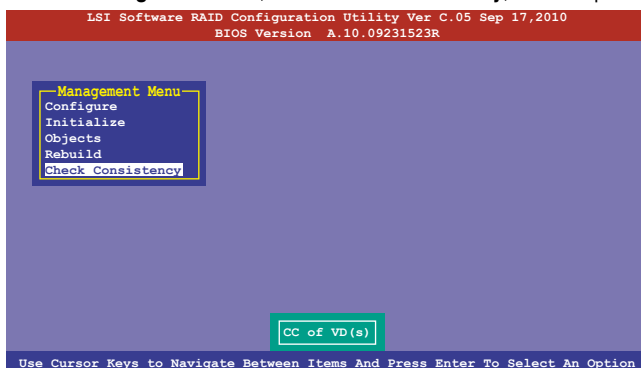 LSI Software RAID Configuration Utility Ver C.05 Sep 17,2010
BIOS Version A.10.09231523R
Management Menu
Configure
Initialize
Objects
Rebuild
Check Consistency
CC of VD(s)
Use Cursor Keys to Navigate Between Items And Press Enter To Select An Option